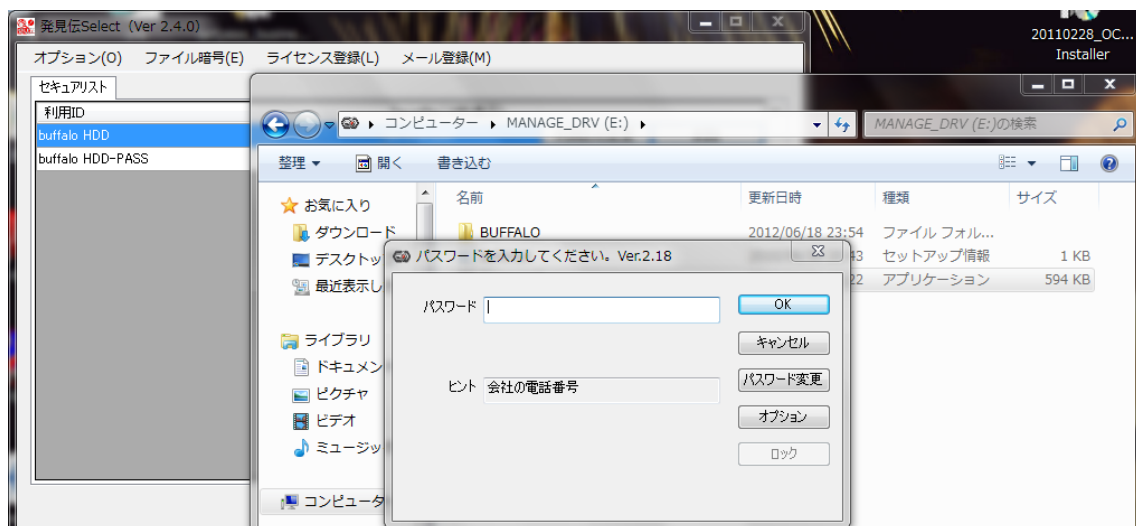 発見伝Select (Ver 2.4.0)
オプション(O) ファイル暗号(E) ライセンス登録(L) メール登録(M)
セキュアリスト
利用ID
buffalo HDD
buffalo HDD-PASS
20110228_OC...
Installer
コンピューター MANAGE_DRV (E:)
MANAGE_DRV (E:)の検索
整理 開く 書き込む
お気に入り
ダウンロード
デスクトッ
最近表示し
ライブラリ
ドキュメン
ピクチャ
ビデオ
ミュージッ
コンピュータ
名前 更新日時 種類 サイズ
BUFFALO 2012/06/18 23:54 ファイル フォル...
43 セットアップ情報 1 KB
22 アプリケーション 594 KB
パスワードを入力してください。Ver.2.18
パスワード
OK
キャンセル
ヒント 会社の電話番号
パスワード変更
オプション
ロック